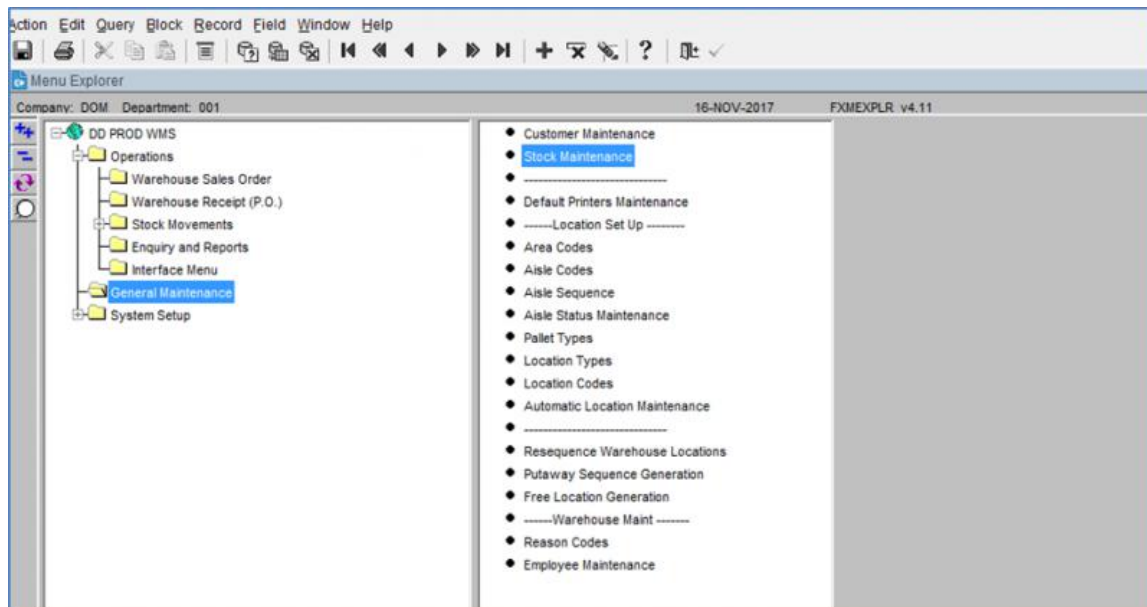 Action Edit Query Block Record Field Window Help
Menu Explorer
Company: DOM Department: 001 16-NOV-2017 FXMEXPLR v4.11
DD PROD WMS
Operations
Warehouse Sales Order
Warehouse Receipt (P.O.)
Stock Movements
Enquiry and Reports
Interface Menu
General Maintenance
System Setup
Customer Maintenance
Stock Maintenance
------------------------------
Default Printers Maintenance
------Location Set Up --------
Area Codes
Aisle Codes
Aisle Sequence
Aisle Status Maintenance
Pallet Types
Location Types
Location Codes
Automatic Location Maintenance
------------------------------
Resequence Warehouse Locations
Putaway Sequence Generation
Free Location Generation
------Warehouse Maint -------
Reason Codes
Employee Maintenance